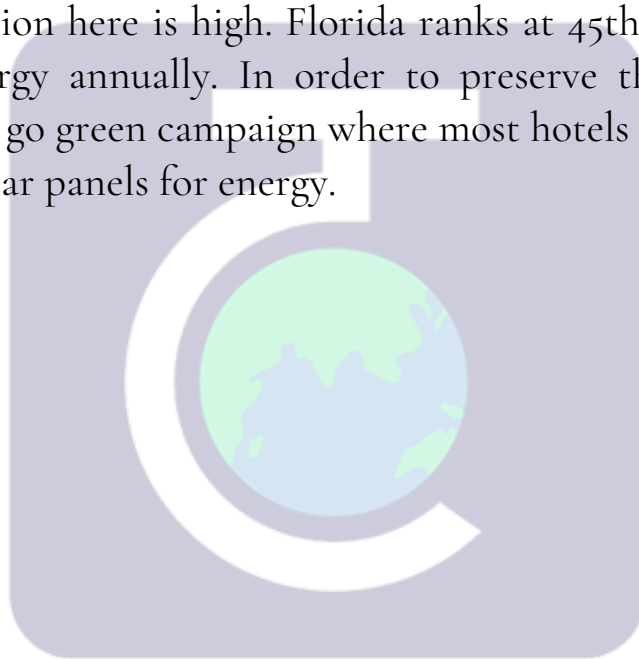 ion here is high. Florida ranks at 45th
rgy annually. In order to preserve th
go green campaign where most hotels
ar panels for energy.